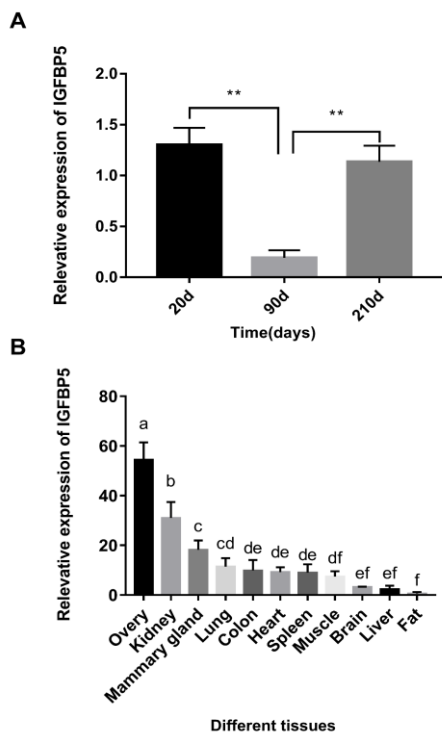 A
Relevative expression of IGFBP5
2.0
1.5
1.0
0.5
0.0
**
**
20d
90d
210d
Time(days)
B
Relevative expression of IGFBP5
80
60
40
20
0
a
b
c
cd
de
de
de
df
ef
ef
f
Overy
Kidney
Mammary gland
Lung
Colon
Heart
Spleen
Muscle
Brain
Liver
Fat
Different tissues